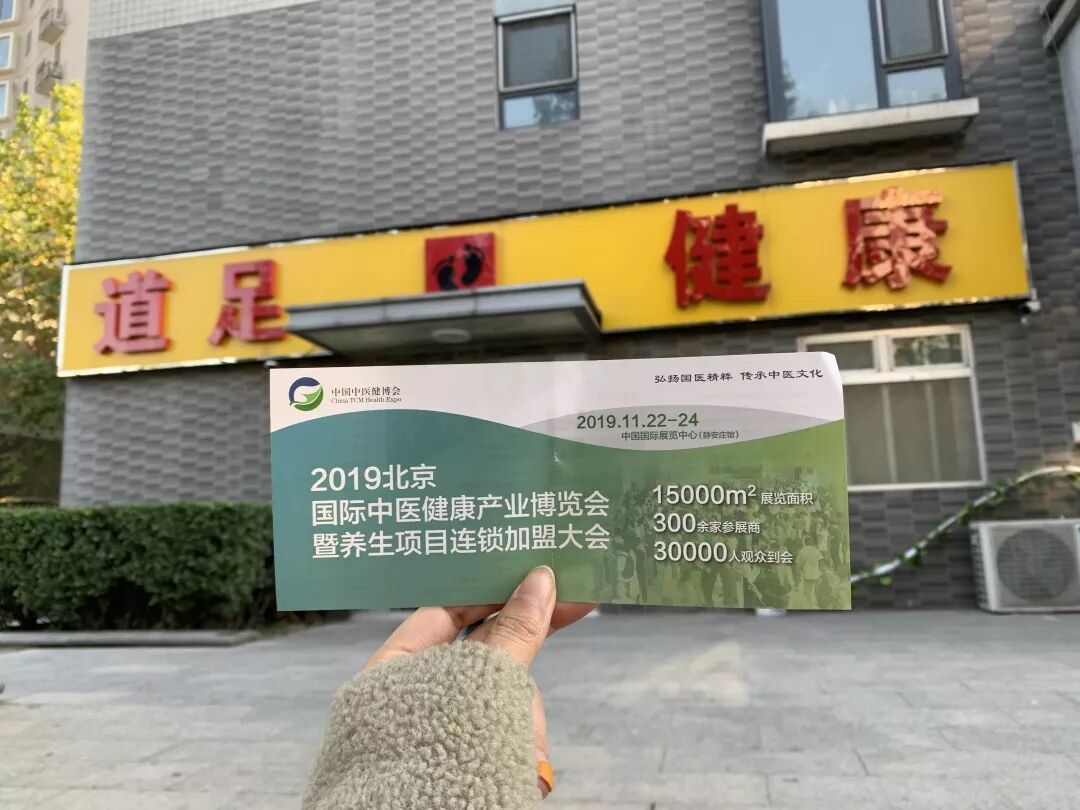 道足 健康
中国中医健博会
China TCM Health Expo
弘扬国医精粹 传承中医文化
2019.11.22-24
中国国际展览中心(静安庄馆)
2019北京
国际中医健康产业博览会
暨养生项目连锁加盟大会
15000m² 展览面积
300余家参展商
30000人观众到会